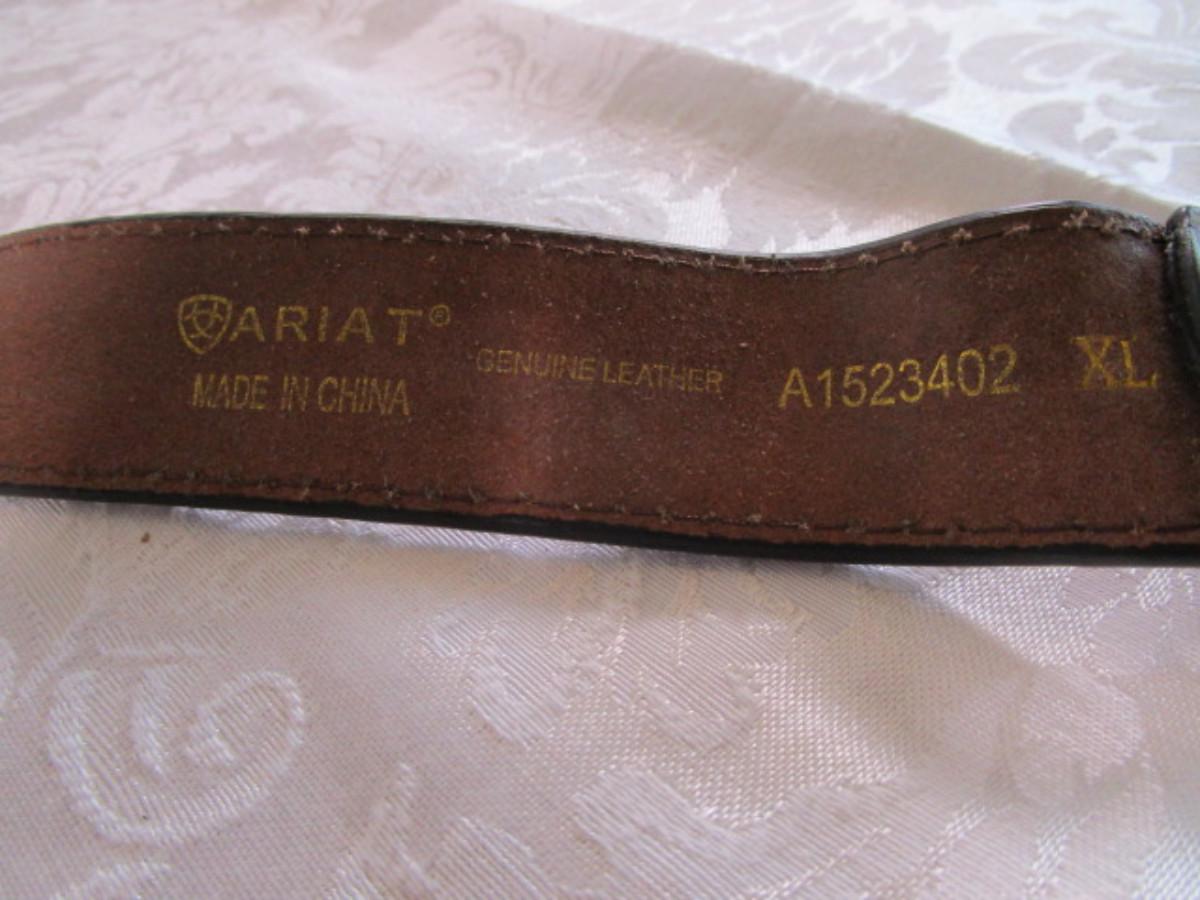 ARIAT®
MADE IN CHINA
GENUINE LEATHER
A1523402
XL